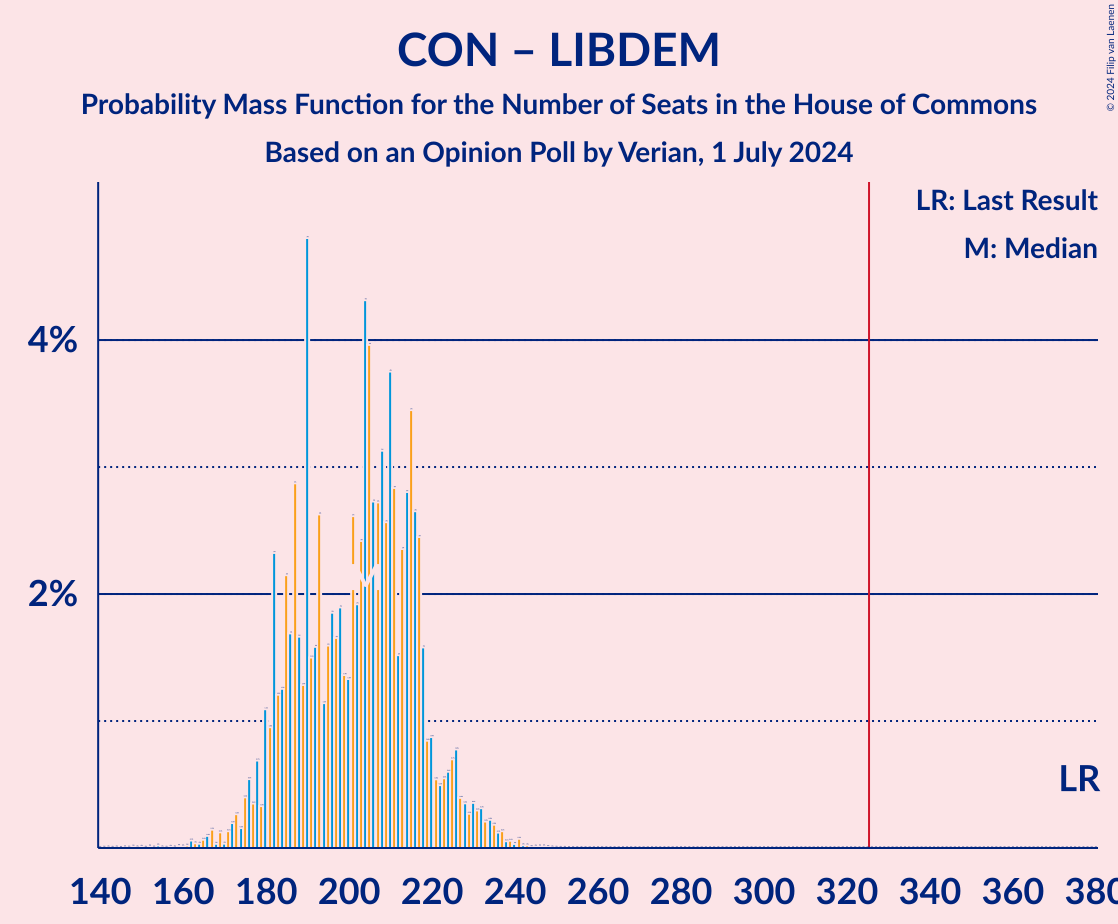 CON – LIBDEM
Probability Mass Function for the Number of Seats in the House of Commons
Based on an Opinion Poll by Verian, 1 July 2024
© 2024 Filip van Laenen
LR: Last Result
M: Median
4%
2%
LR
140 160 180 200 220 240 260 280 300 320 340 360 380